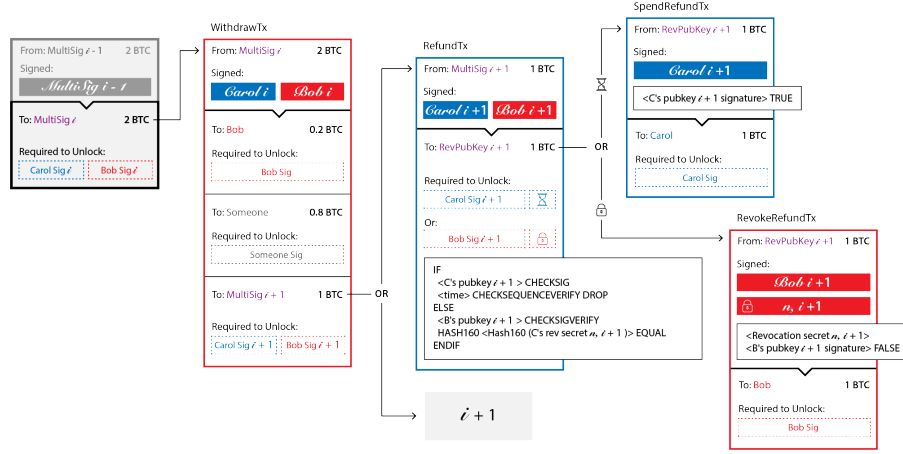 WithdrawTx
From: MultiSig i - 1 2 BTC
Signed:
MultiSig i - 1
To: MultiSig i 2 BTC
Required to Unlock:
Carol Sig i Bob Sig i
From: MultiSig i 2 BTC
Signed:
Carol i Bob i
To: Bob 0.2 BTC
Required to Unlock:
Bob Sig
To: Someone 0.8 BTC
Required to Unlock:
Someone Sig
To: MultiSig i + 1 1 BTC
Required to Unlock:
Carol Sig i + 1 Bob Sig i + 1
OR
RefundTx
From: MultiSig i + 1 1 BTC
Signed:
Carol i +1 Bob i +1
To: RevPubKey i +1 1 BTC
Required to Unlock:
Carol Sig i + 1
Or:
Bob Sig i + 1
IF
<C's pubkey i + 1 > CHECKSIG
<time> CHECKSEQUENCEVERIFY DROP
ELSE
<B's pubkey i + 1 > CHECKSIGVERIFY
HASH160 <Hash160 (C's rev secret n, i + 1 )> EQUAL
ENDIF
i + 1
OR
SpendRefundTx
From: RevPubKey i +1 1 BTC
Signed:
Carol i +1
<C's pubkey i + 1 signature> TRUE
To: Carol 1 BTC
Required to Unlock:
Carol Sig
RevokeRefundTx
From: RevPubKey i +1 1 BTC
Signed:
Bob i +1
n, i +1
<Revocation secret n, i + 1>
<B's pubkey i + 1 signature> FALSE
To: Bob 1 BTC
Required to Unlock:
Bob Sig